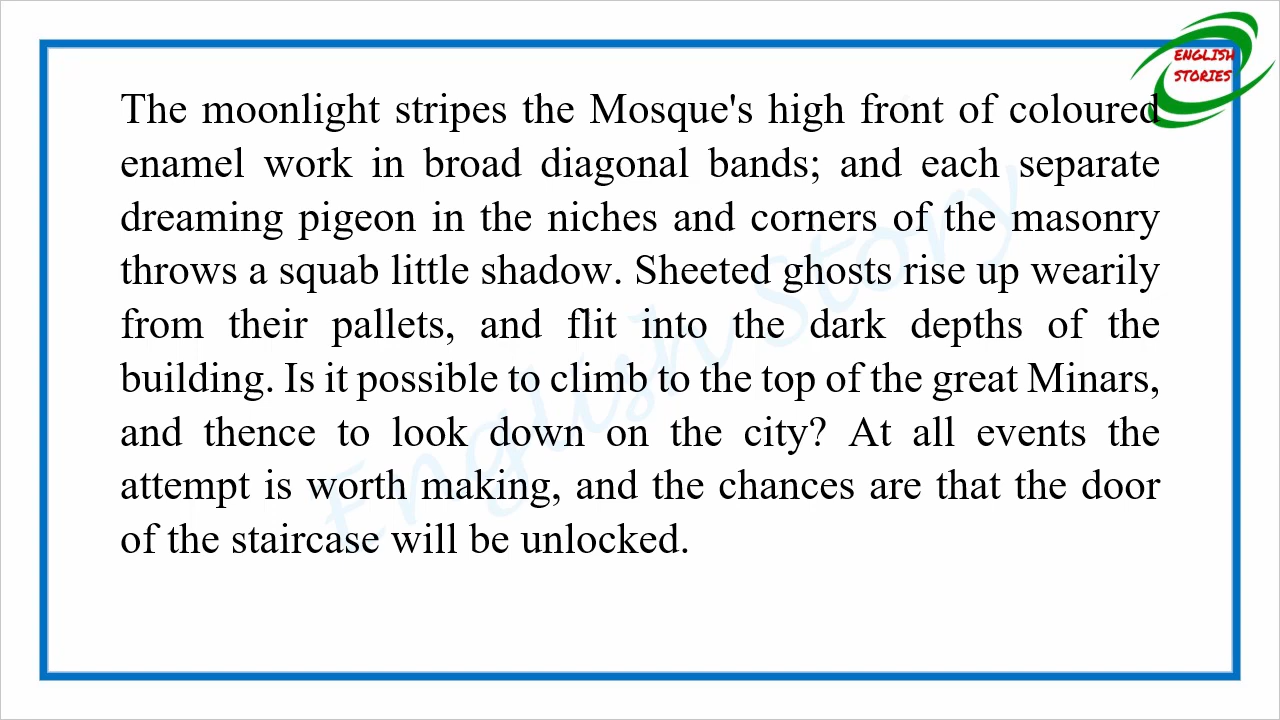 ENGLISH
STORIES
The moonlight stripes the Mosque's high front of coloured
enamel work in broad diagonal bands; and each separate
dreaming pigeon in the niches and corners of the masonry
throws a squab little shadow. Sheeted ghosts rise up wearily
from their pallets, and flit into the dark depths of the
building. Is it possible to climb to the top of the great Minars,
and thence to look down on the city? At all events the
attempt is worth making, and the chances are that the door
of the staircase will be unlocked.
English Story